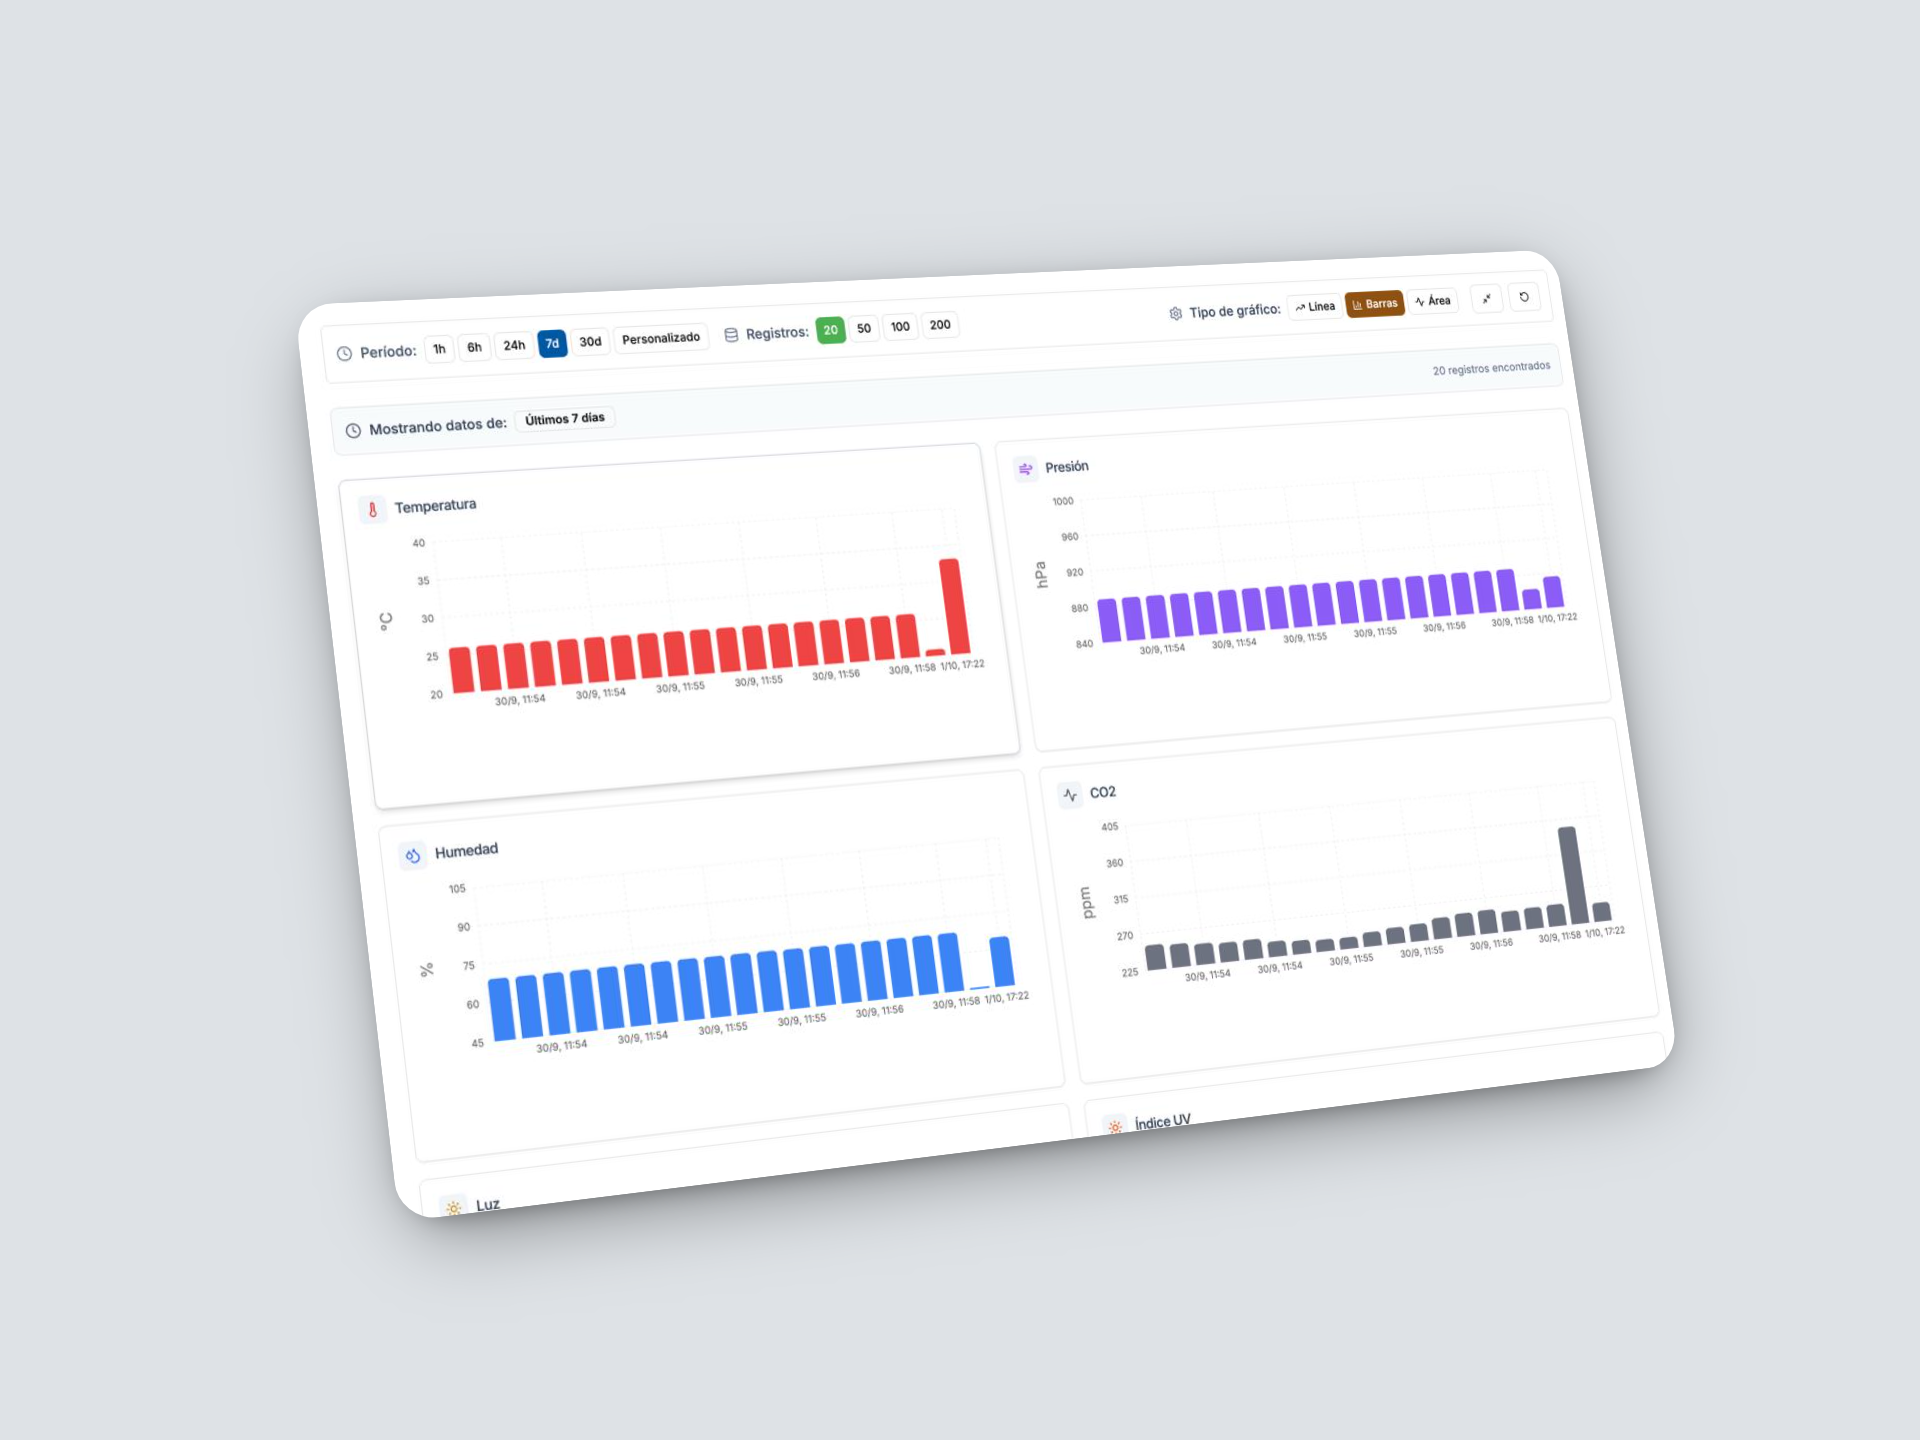 Período: 1h 6h 24h 7d 30d Personalizado Registros: 20 50 100 200 Tipo de gráfico: Línea Barras Área
Mostrando datos de: Últimos 7 días 20 registros encontrados
Temperatura
°C
40
35
30
25
20
30/9, 11:54 30/9, 11:54 30/9, 11:55 30/9, 11:55 30/9, 11:56 30/9, 11:58 1/10, 17:22
Presión
hPa
1000
960
920
880
840
30/9, 11:54 30/9, 11:54 30/9, 11:55 30/9, 11:55 30/9, 11:56 30/9, 11:58 1/10, 17:22
Humedad
%
105
90
75
60
45
30/9, 11:54 30/9, 11:54 30/9, 11:55 30/9, 11:55 30/9, 11:56 30/9, 11:58 1/10, 17:22
CO2
ppm
405
360
315
270
225
30/9, 11:54 30/9, 11:54 30/9, 11:55 30/9, 11:55 30/9, 11:56 30/9, 11:58 1/10, 17:22
Luz
Índice UV